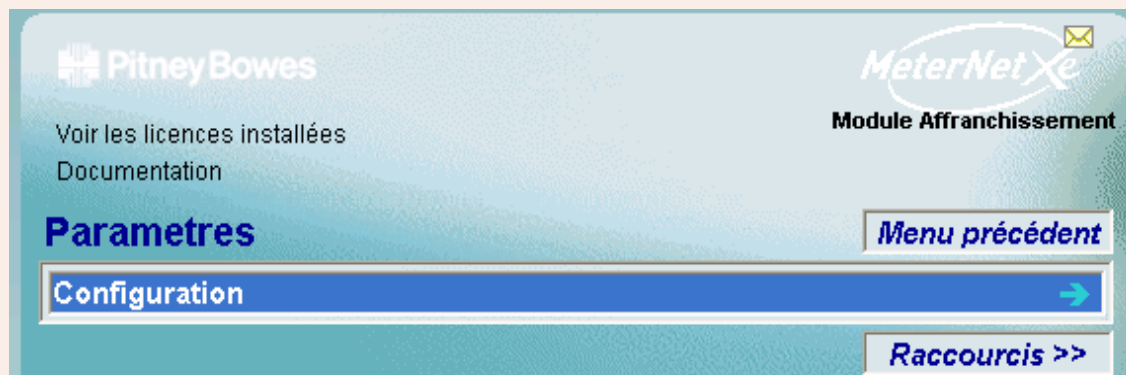 Pitney Bowes
MeterNet Xe
Voir les licences installées
Module Affranchissement
Documentation
Parametres
Menu précédent
Configuration
Raccourcis >>